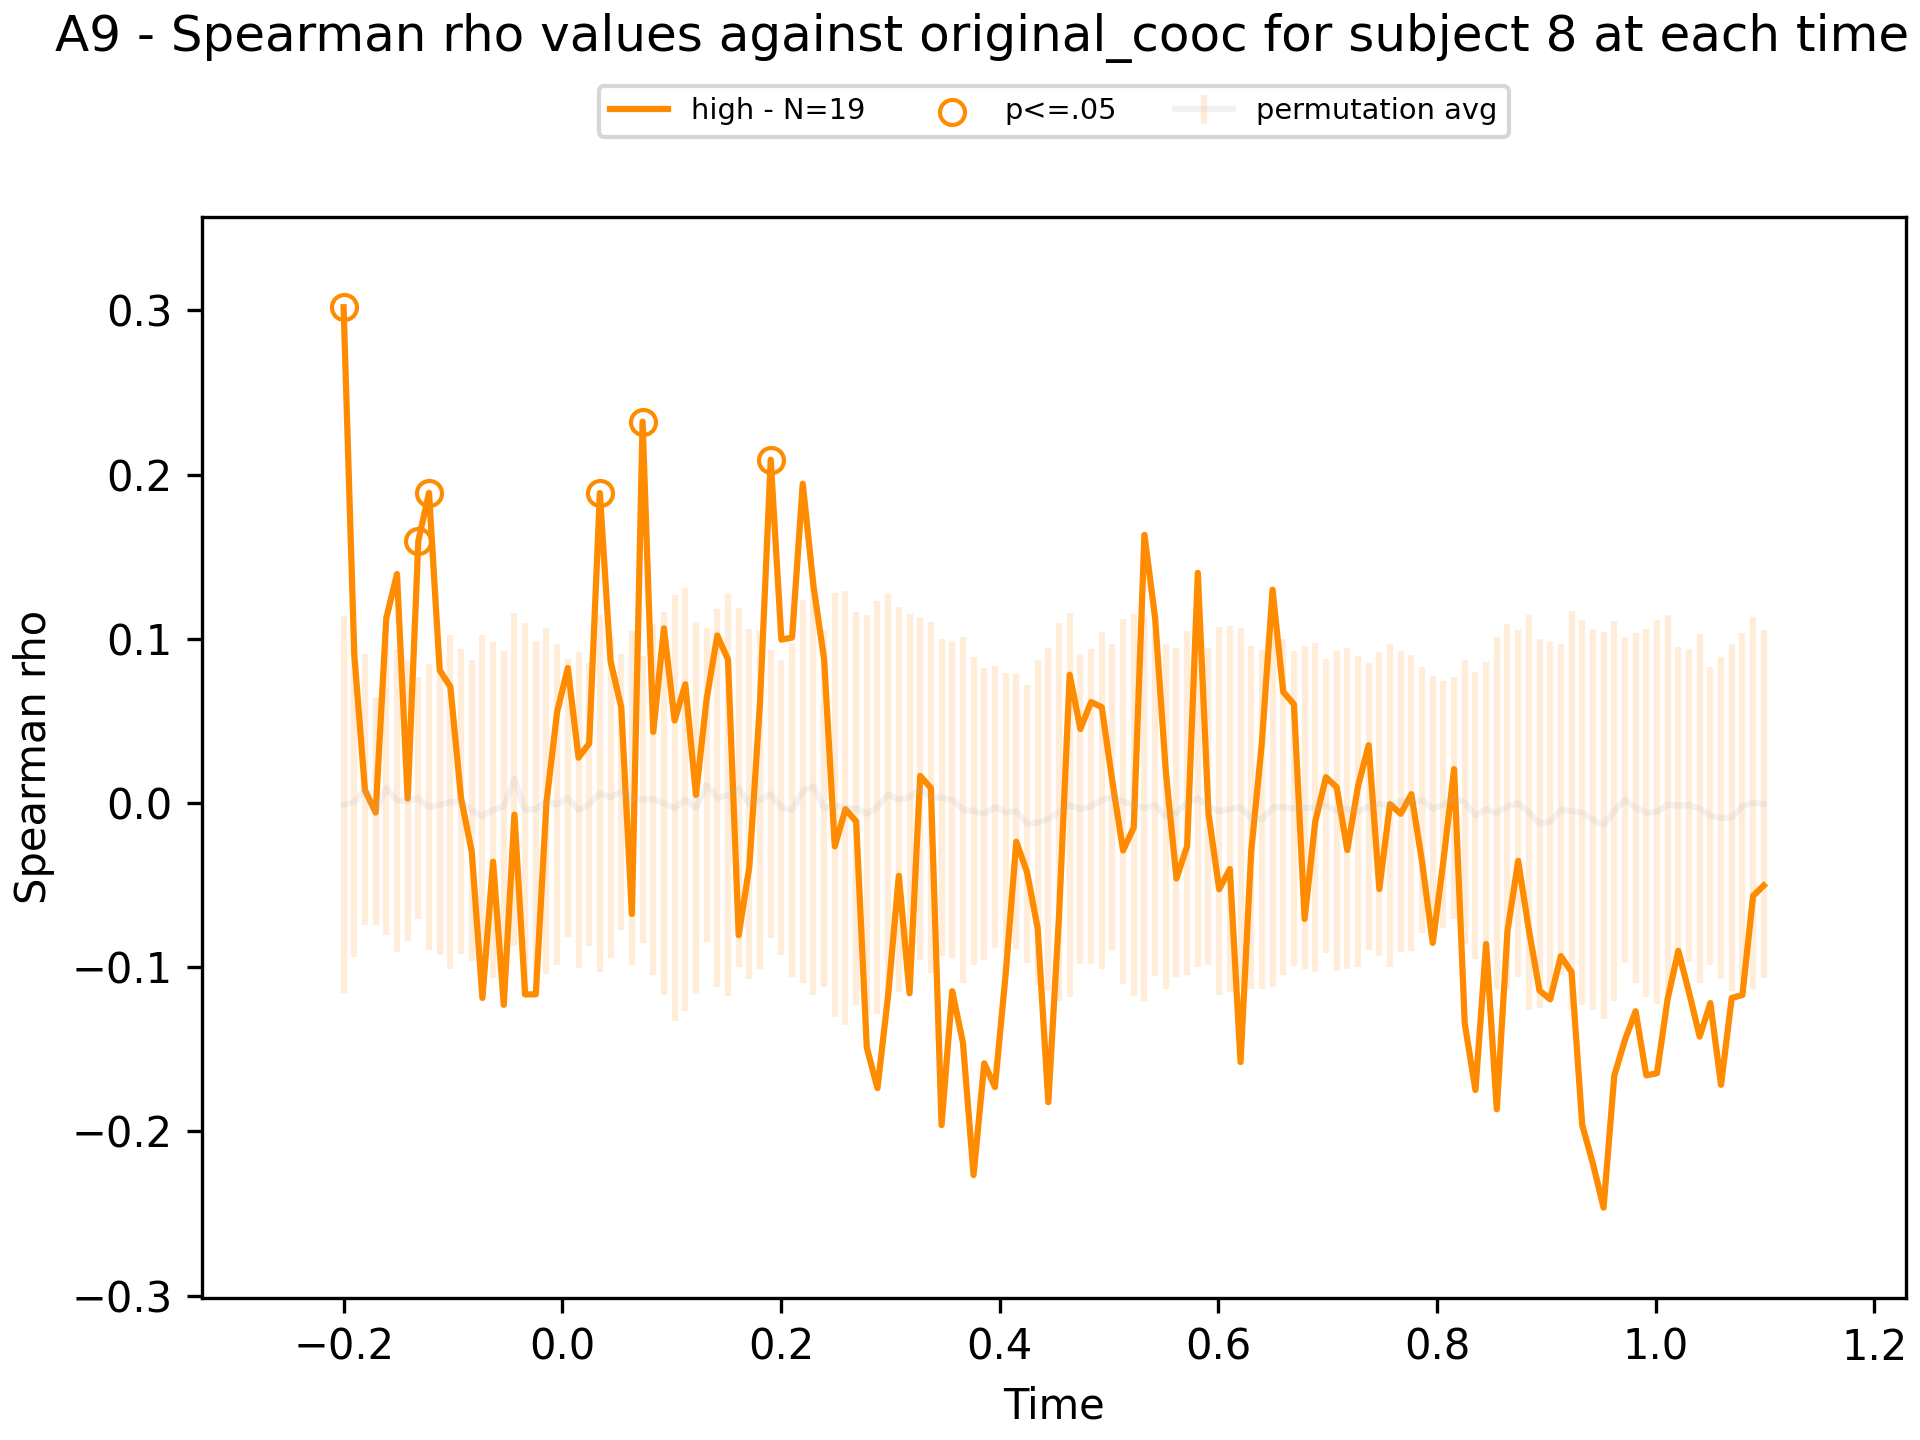 A9 - Spearman rho values against original_cooc for subject 8 at each time
high - N=19 p<=.05 permutation avg
Spearman rho
0.3
0.2
0.1
0.0
−0.1
−0.2
−0.3
−0.2 0.0 0.2 0.4 0.6 0.8 1.0 1.2
Time